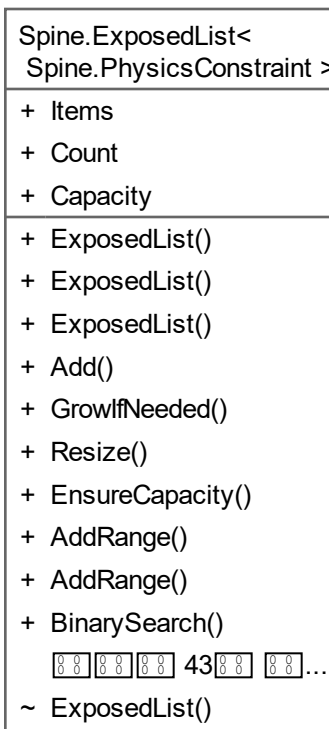 Spine.ExposedList<
Spine.PhysicsConstraint >
+ Items
+ Count
+ Capacity
+ ExposedList()
+ ExposedList()
+ ExposedList()
+ Add()
+ GrowIfNeeded()
+ Resize()
+ EnsureCapacity()
+ AddRange()
+ AddRange()
+ BinarySearch()
43 ...
~ ExposedList()